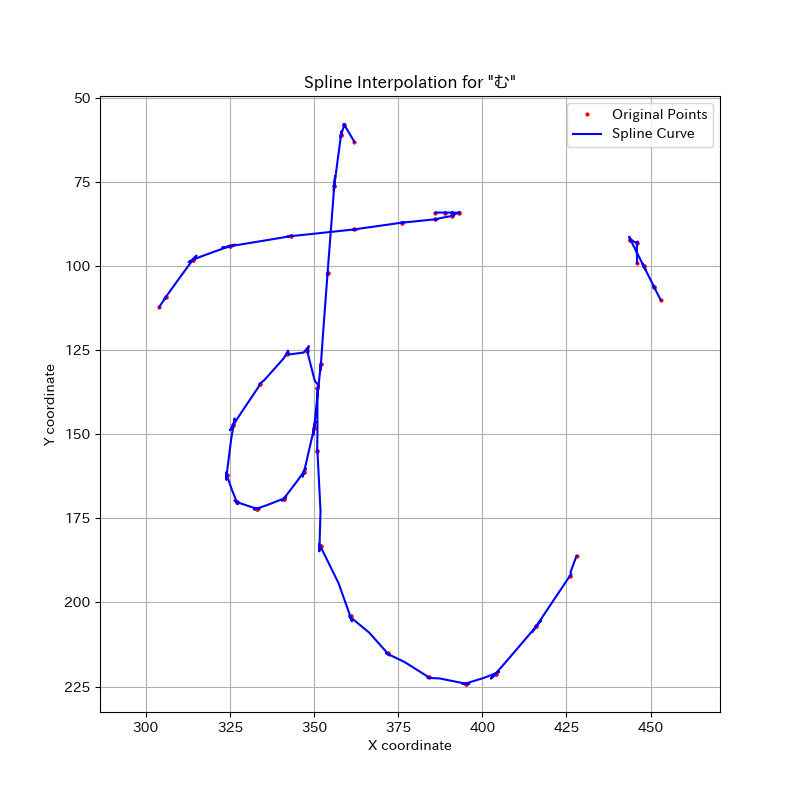 Spline Interpolation for "む"
Original Points
Spline Curve
50
75
100
125
150
175
200
225
Y coordinate
む
300 325 350 375 400 425 450
X coordinate